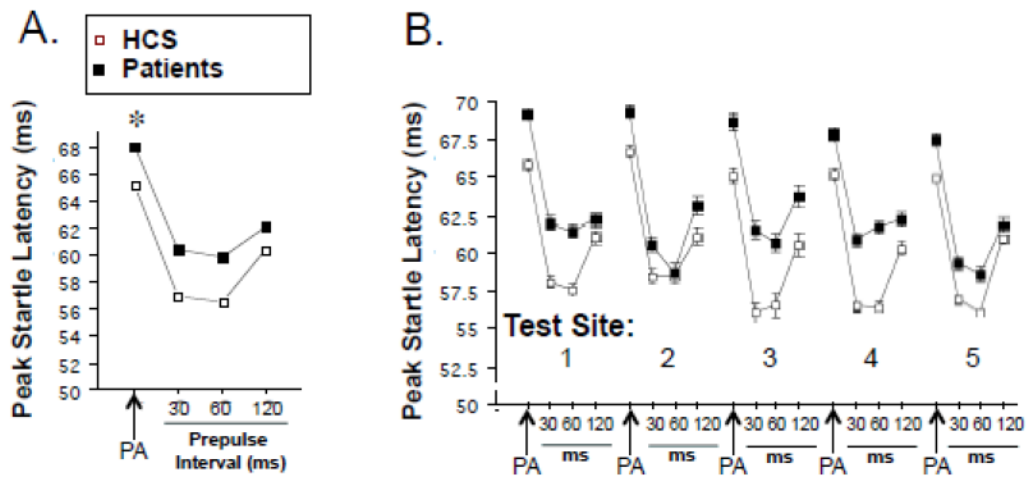 A.
HCS
Patients
*
Peak Startle Latency (ms)
68
66
64
62
60
58
56
54
52
50
30 60 120
PA
Prepulse
Interval (ms)
B.
Peak Startle Latency (ms)
70
67.5
65
62.5
60
57.5
55
52.5
50
Test Site:
1 2 3 4 5
30 60 120 30 60 120 30 60 120 30 60 120 30 60 120
PA ms PA ms PA ms PA ms PA ms